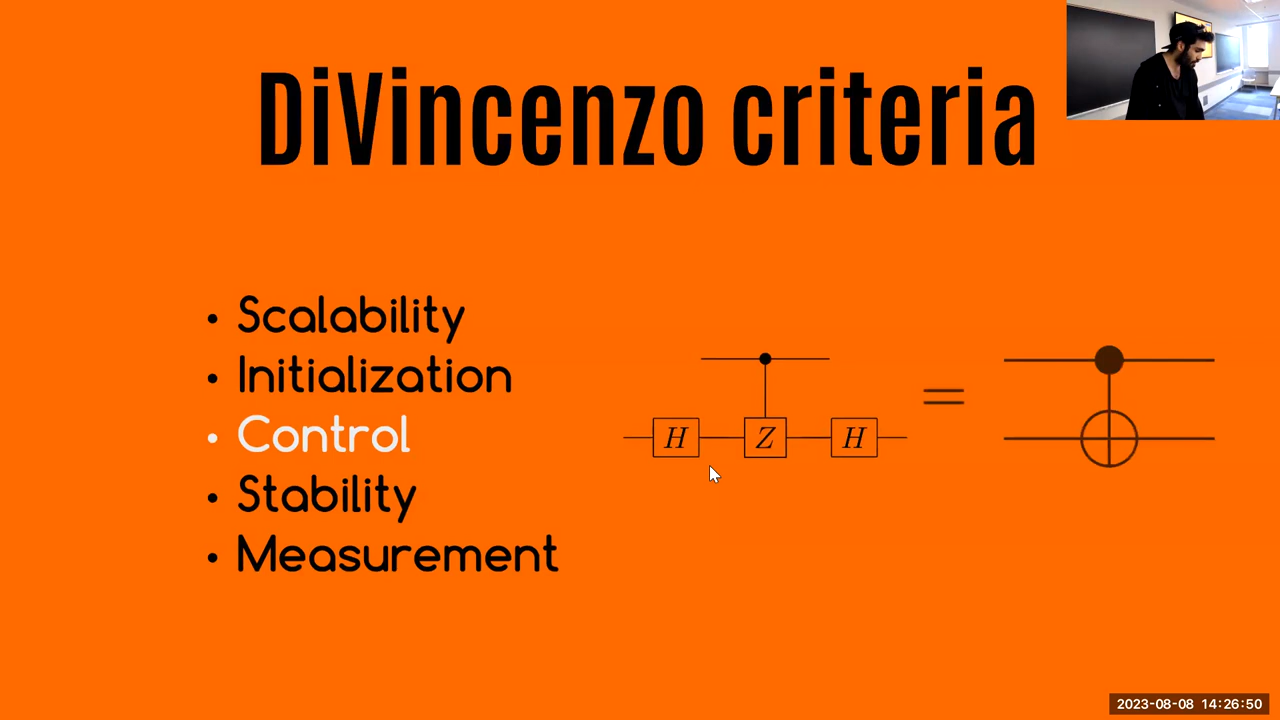 DiVincenzo criteria
• Scalability
• Initialization
• Control
• Stability
• Measurement
H Z H
=
2023-08-08 14:26:50